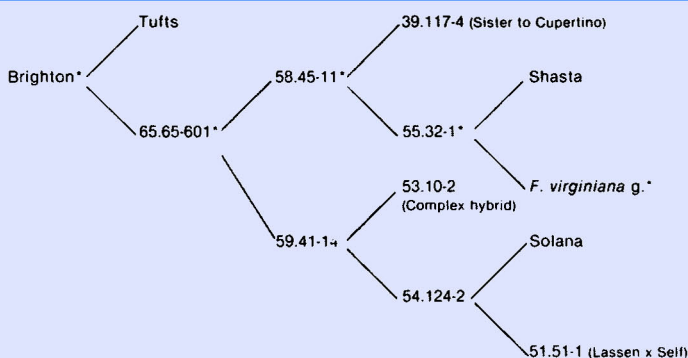 Tufts
39.117-4 (Sister to Cupertino)
Brighton*
58.45-11*
Shasta
65.65-601*
55.32-1*
F. virginiana g.*
53.10-2
(Complex hybrid)
59.41-14
Solana
54.124-2
51.51-1 (Lassen x Self)